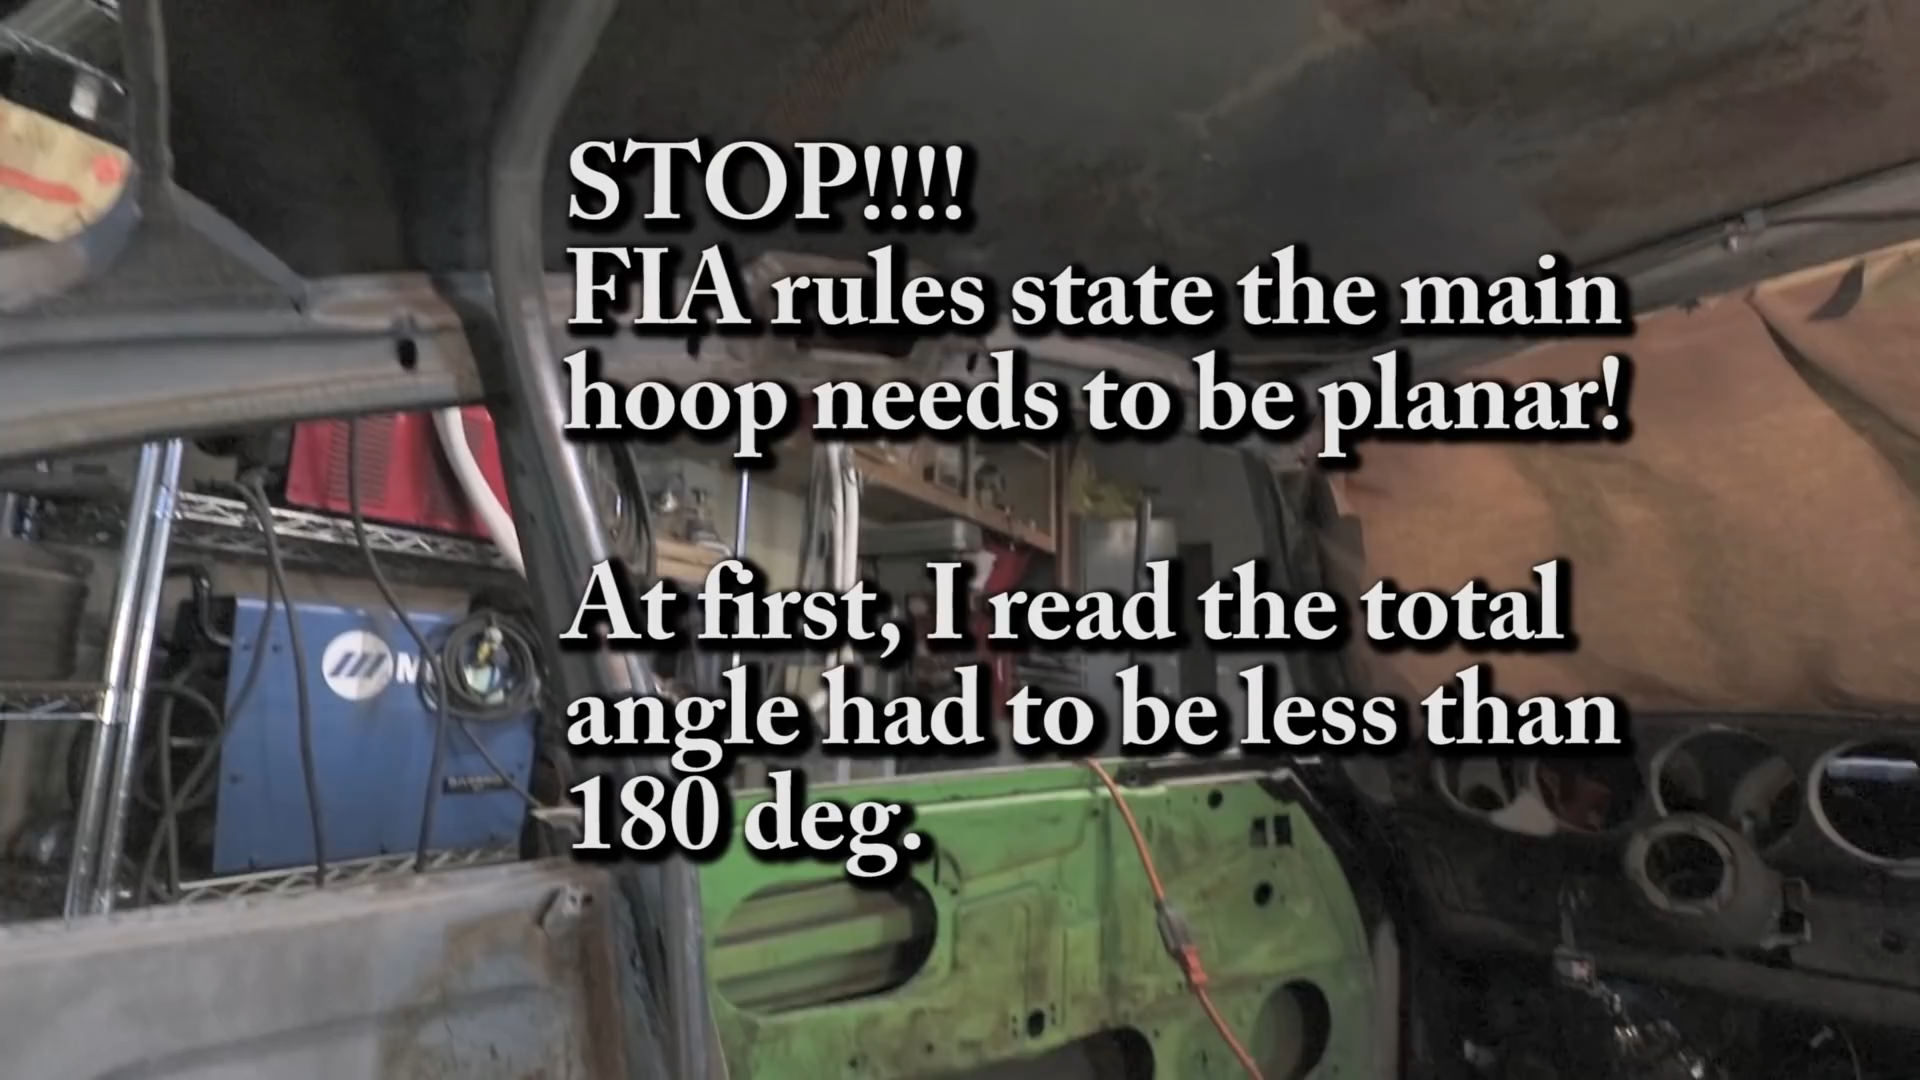 STOP!!!!
FIA rules state the main
hoop needs to be planar!
At first, I read the total
angle had to be less than
180 deg.